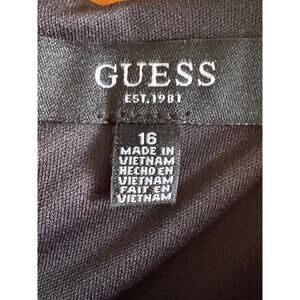 GUESS
EST.1981
16
MADE IN
VIETNAM
HECHO EN
VIETNAM
FAIT EN
VIETNAM